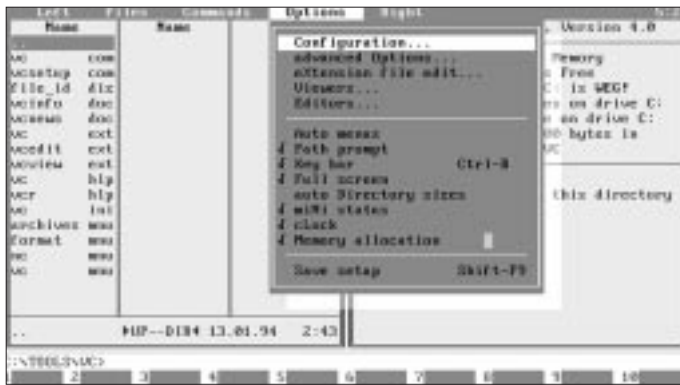 Left Files Commands Options Right
Name Name
..
vc com
vcsetup com
file_id diz
vcinfo doc
vcnews doc
vc ext
vcedit ext
vcview ext
vc hlp
vcr hlp
vc ini
archives mnu
format mnu
nc mnu
vc mnu
.. ►UP--DIR◄ 13.01.94 2:43
Configuration...
advanced Options...
eXtension file edit...
Viewers...
Editors...
Auto menus
√ Path prompt
√ Key bar Ctrl-B
√ Full screen
auto Directory sizes
√ miNi status
√ clock
√ Memory allocation
Save setup Shift-F9
, Version 4.0
Memory
s Free
C: is WEGF
es on drive C:
e on drive C:
00 bytes in
VC
this directory
C:\TOOLS\VC>
2 3 4 5 6 7 8 9 10